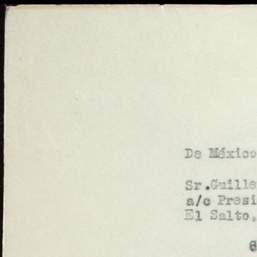 De México
Sr.Guille
a/c Presi
El Salto,